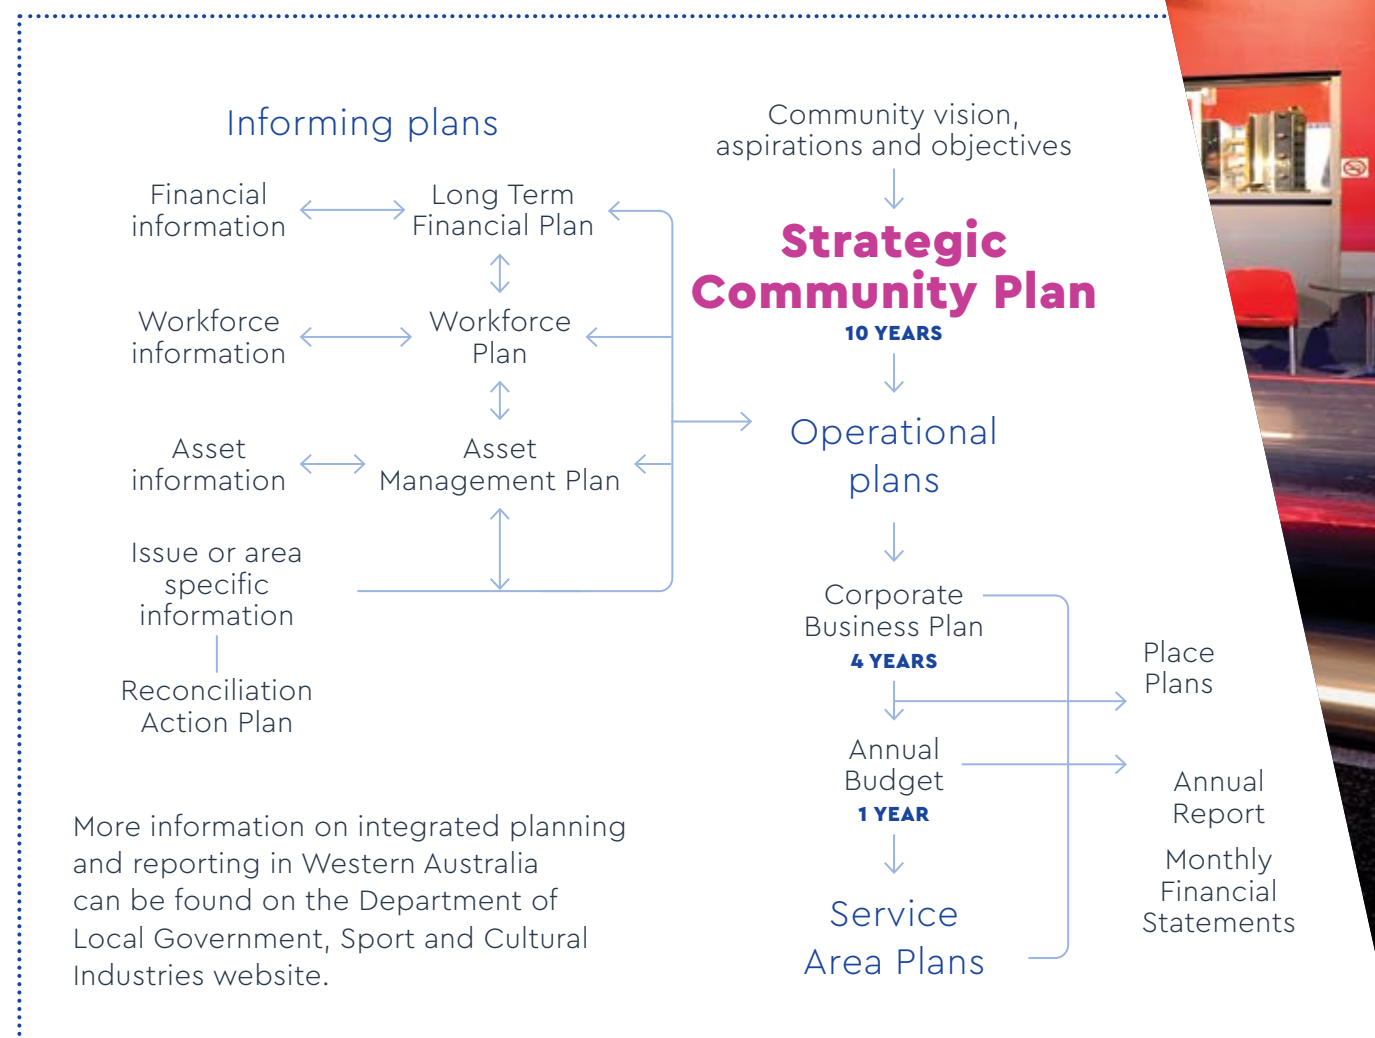 Informing plans
Financial
information
Long Term
Financial Plan
Workforce
information
Workforce
Plan
Asset
information
Asset
Management Plan
Issue or area
specific
information
Reconciliation
Action Plan
More information on integrated planning
and reporting in Western Australia
can be found on the Department of
Local Government, Sport and Cultural
Industries website.
Community vision,
aspirations and objectives
Strategic
Community Plan
10 YEARS
Operational
plans
Corporate
Business Plan
4 YEARS
Place
Plans
Annual
Budget
1 YEAR
Annual
Report
Monthly
Financial
Statements
Service
Area Plans